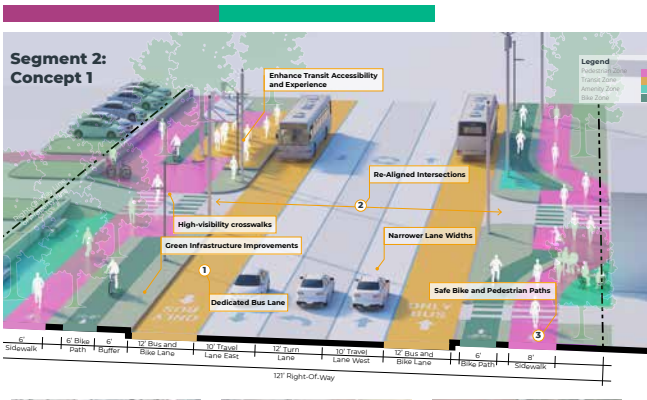 Segment 2:
Concept 1
Enhance Transit Accessibility
and Experience
Legend
Pedestrian Zone
Transit Zone
Amenity Zone
Bike Zone
Re-Aligned Intersections
2
High-visibility crosswalks
Narrower Lane Widths
Green Infrastructure Improvements
1
Dedicated Bus Lane
Safe Bike and Pedestrian Paths
3
BUS
ONLY
ONLY
BUS
6'
Sidewalk
6' Bike
Path
6'
Buffer
12' Bus and
Bike Lane
10' Travel
Lane East
12' Turn
Lane
10' Travel
Lane West
12' Bus and
Bike Lane
6'
Bike Path
8'
Sidewalk
121' Right-Of-Way